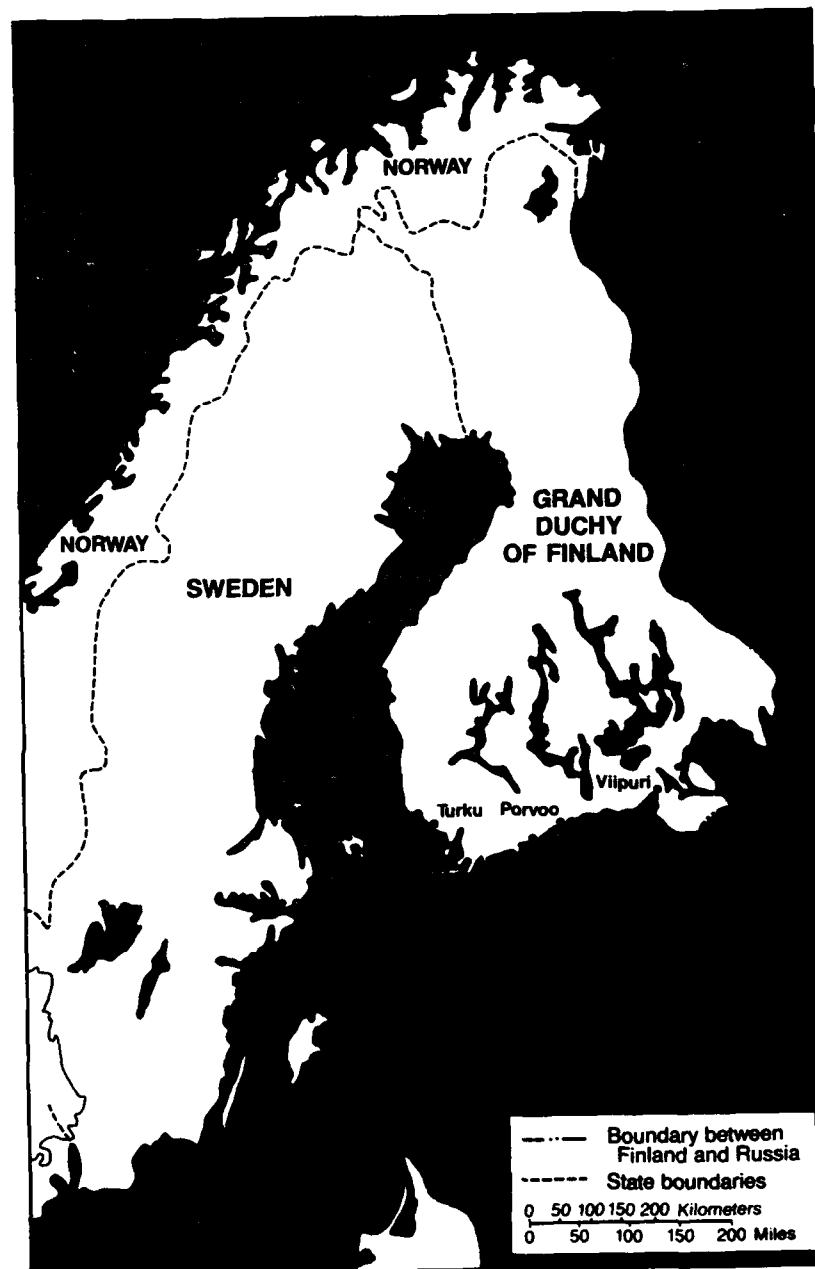 NORWAY
NORWAY
GRAND
DUCHY
OF FINLAND
SWEDEN
Viipuri
Turku Porvoo
Boundary between
Finland and Russia
State boundaries
0 50 100 150 200 Kilometers
0 50 100 150 200 Miles